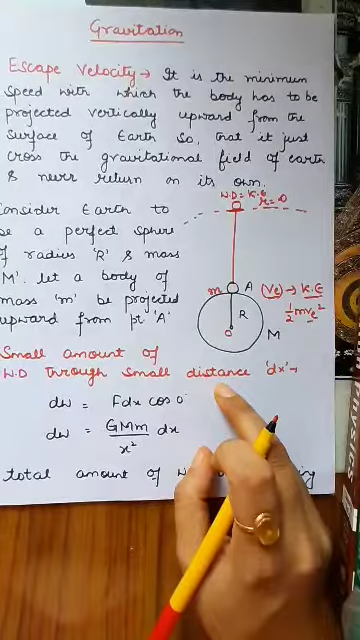 Gravitation
Escape Velocity → It is the minimum
speed with which the body has to be
projected vertically upward from the
surface of Earth so, that it just
cross the gravitational field of earth
& never return on its own.
W.D = K.E
Consider Earth to
be a perfect sphere
of radius 'R' & mass
'M'. let a body of
mass 'm' be projected
upward from pt 'A'
m A (Ve) → K.E
½mve²
R
O
M
Small amount of
W.D through small distance 'dx' →
dw = Fdx cos 0°
dw = GMm/x² dx
total amount of